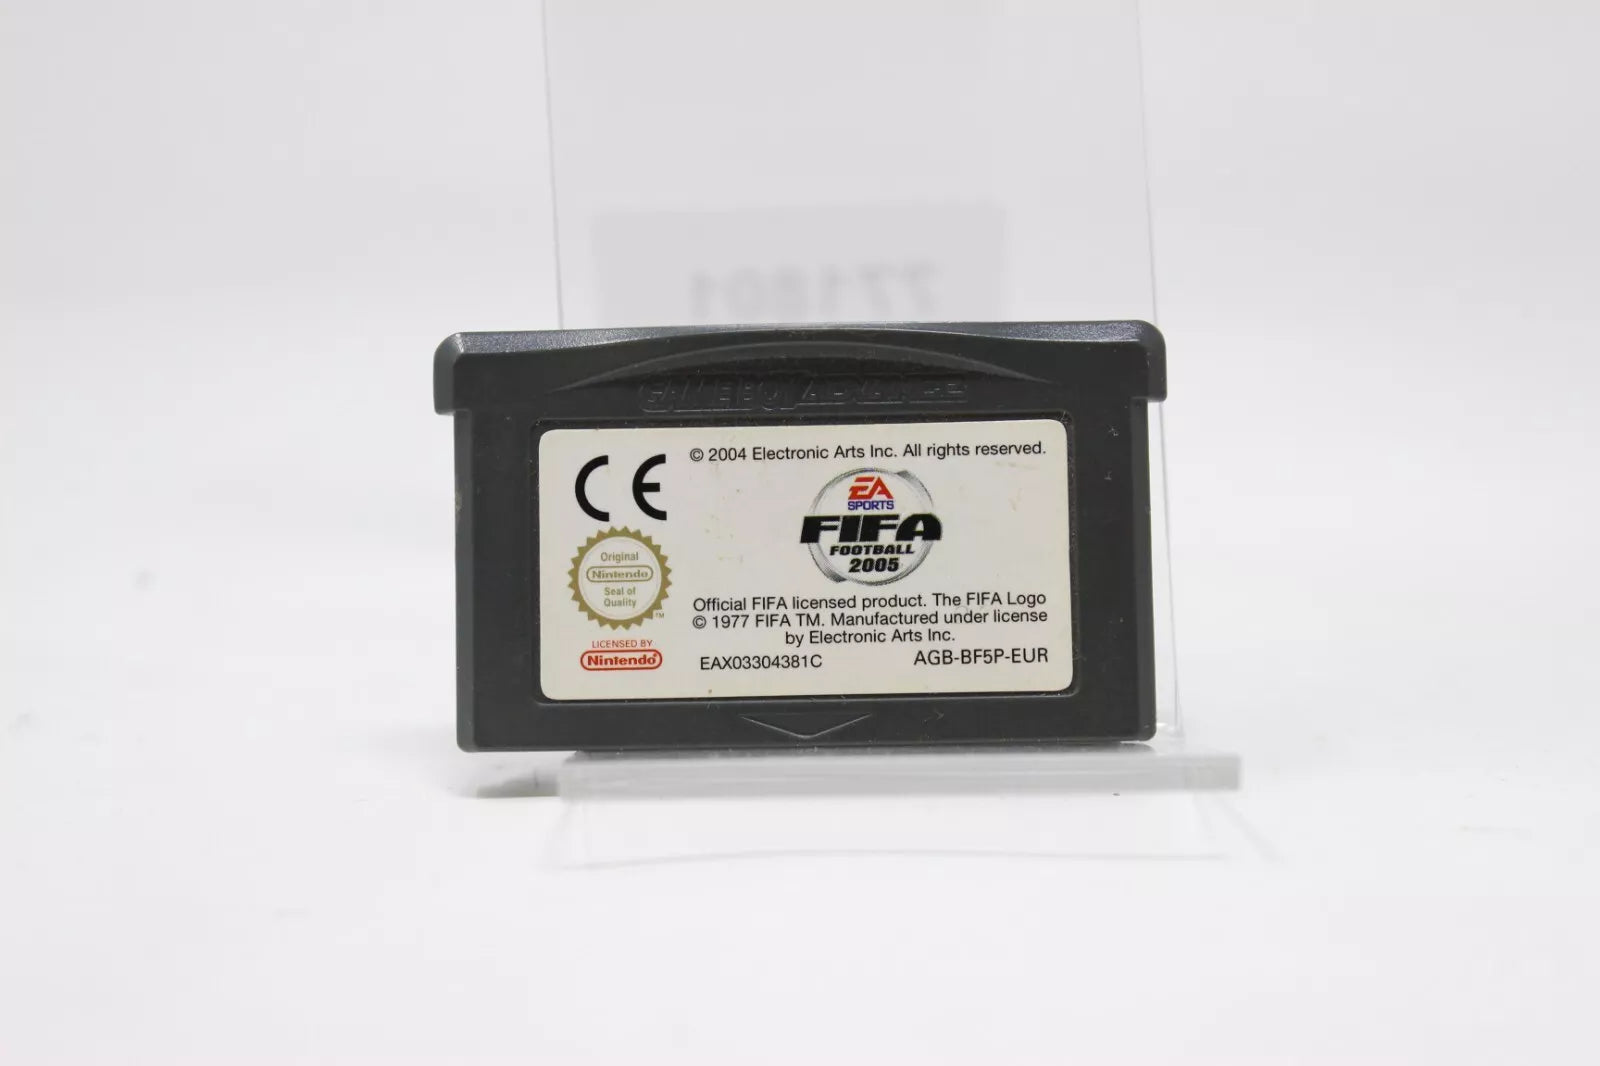 771801
GAME BOY ADVANCE
© 2004 Electronic Arts Inc. All rights reserved.
CE
EA
SPORTS
FIFA
FOOTBALL
2005
Original
Nintendo
Seal of
Quality
TM
Official FIFA licensed product. The FIFA Logo
© 1977 FIFA TM. Manufactured under license
by Electronic Arts Inc.
LICENSED BY
Nintendo®
EAX03304381C
AGB-BF5P-EUR